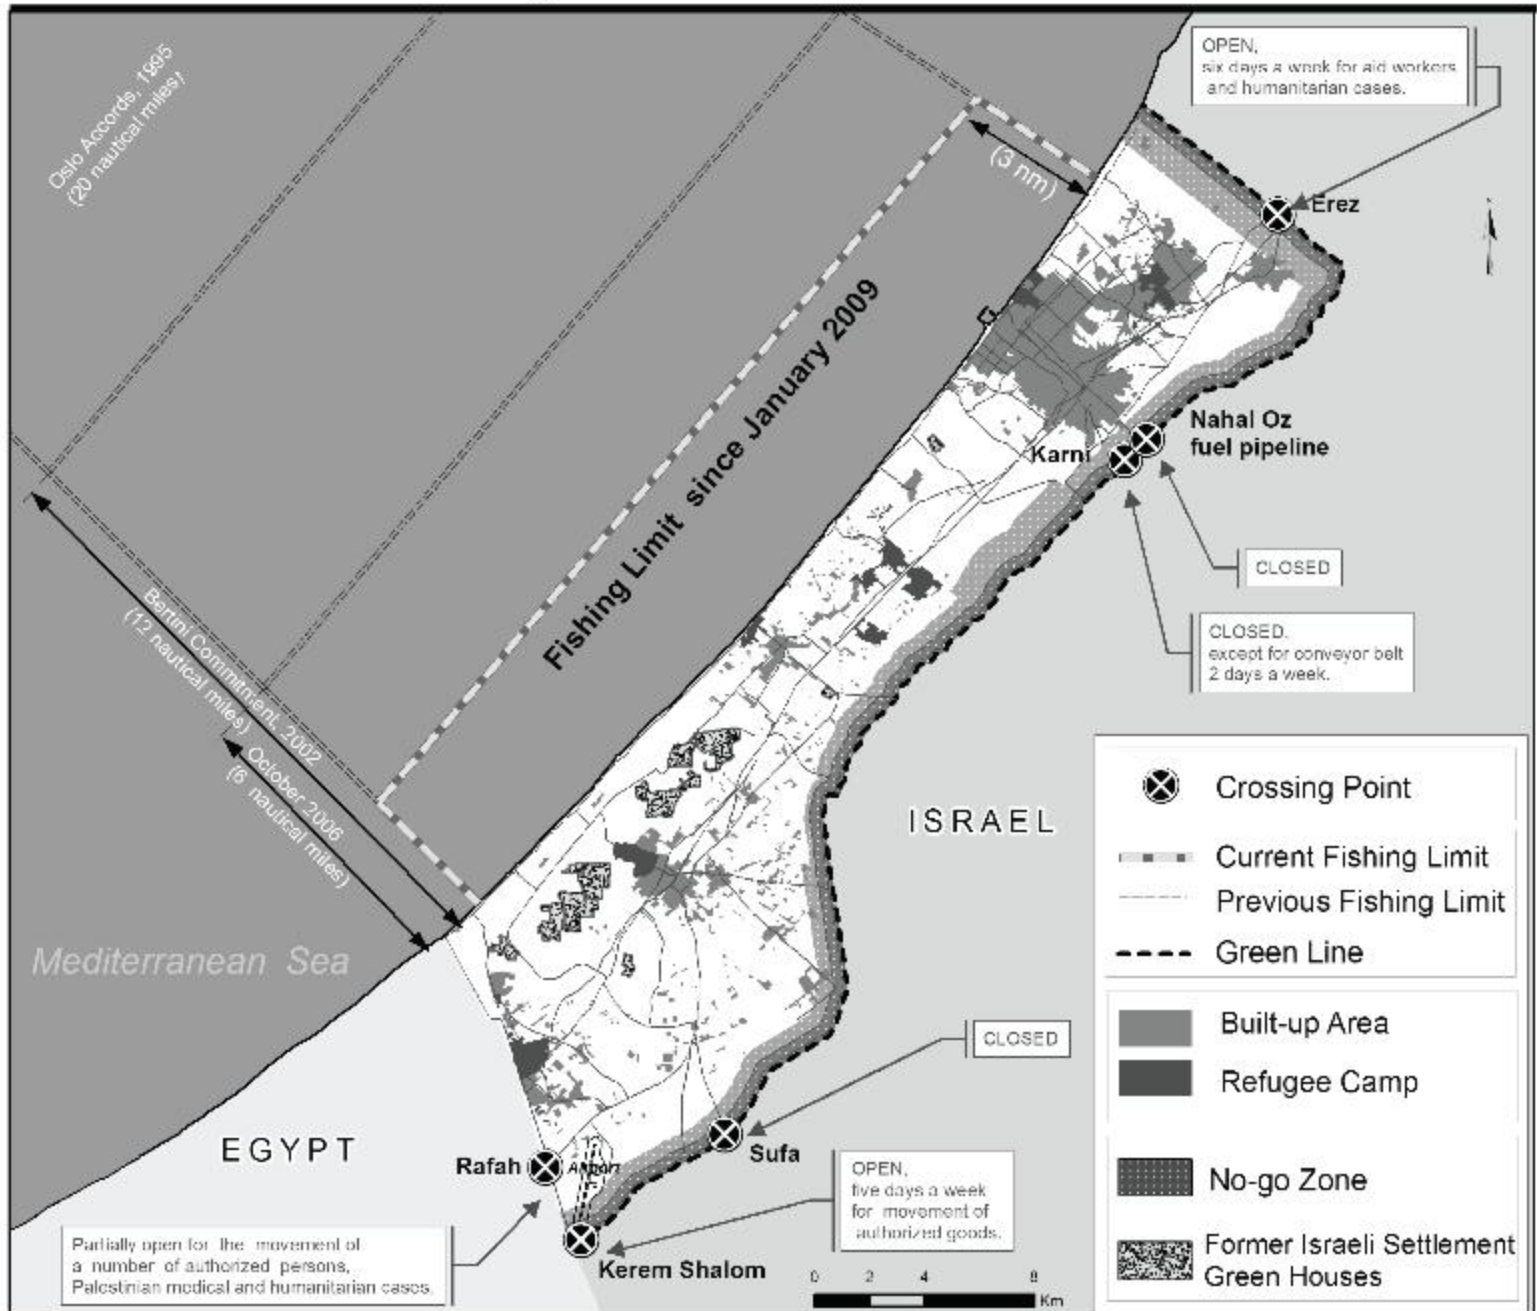 OPEN,
six days a week for aid workers
and humanitarian cases.
Oslo Accords, 1995
(20 nautical miles)
(3 nm)
Erez
Fishing Limit since January 2009
Nahal Oz
fuel pipeline
Karni
CLOSED
CLOSED,
except for conveyor belt
2 days a week.
Bertini Commitment, 2002
(12 nautical miles)
October 2006
(6 nautical miles)
ISRAEL
Mediterranean Sea
CLOSED
EGYPT
Rafah
Airport
Sufa
OPEN,
five days a week
for movement of
authorized goods.
Kerem Shalom
Partially open for the movement of
a number of authorized persons,
Palestinian medical and humanitarian cases.
0 2 4 8
Km
Crossing Point
Current Fishing Limit
Previous Fishing Limit
Green Line
Built-up Area
Refugee Camp
No-go Zone
Former Israeli Settlement
Green Houses